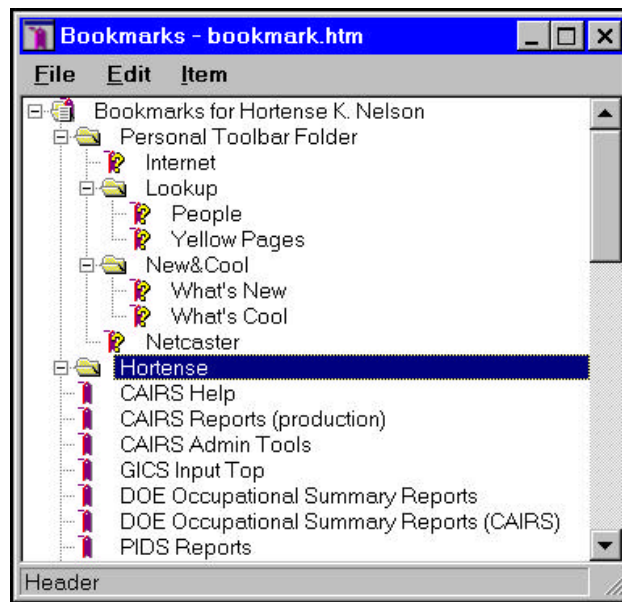 Bookmarks - bookmark.htm
File Edit Item
Bookmarks for Hortense K. Nelson
Personal Toolbar Folder
Internet
Lookup
People
Yellow Pages
New&Cool
What's New
What's Cool
Netcaster
Hortense
CAIRS Help
CAIRS Reports (production)
CAIRS Admin Tools
GICS Input Top
DOE Occupational Summary Reports
DOE Occupational Summary Reports (CAIRS)
PIDS Reports
Header